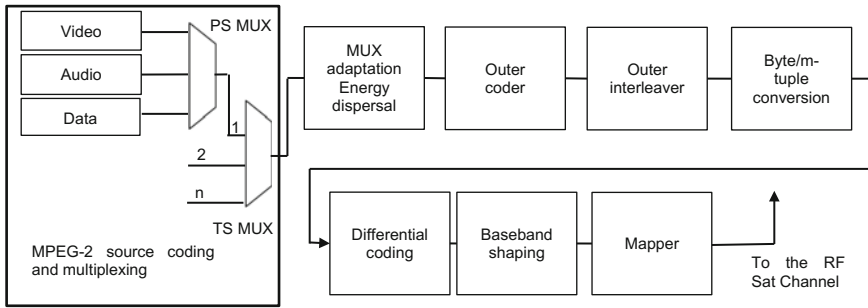 PS MUX
Video
Audio
Data
1
2
n
TS MUX
MPEG-2 source coding
and multiplexing
MUX
adaptation
Energy
dispersal
Outer
coder
Outer
interleaver
Byte/m-
tuple
conversion
Differential
coding
Baseband
shaping
Mapper
To the RF
Sat Channel